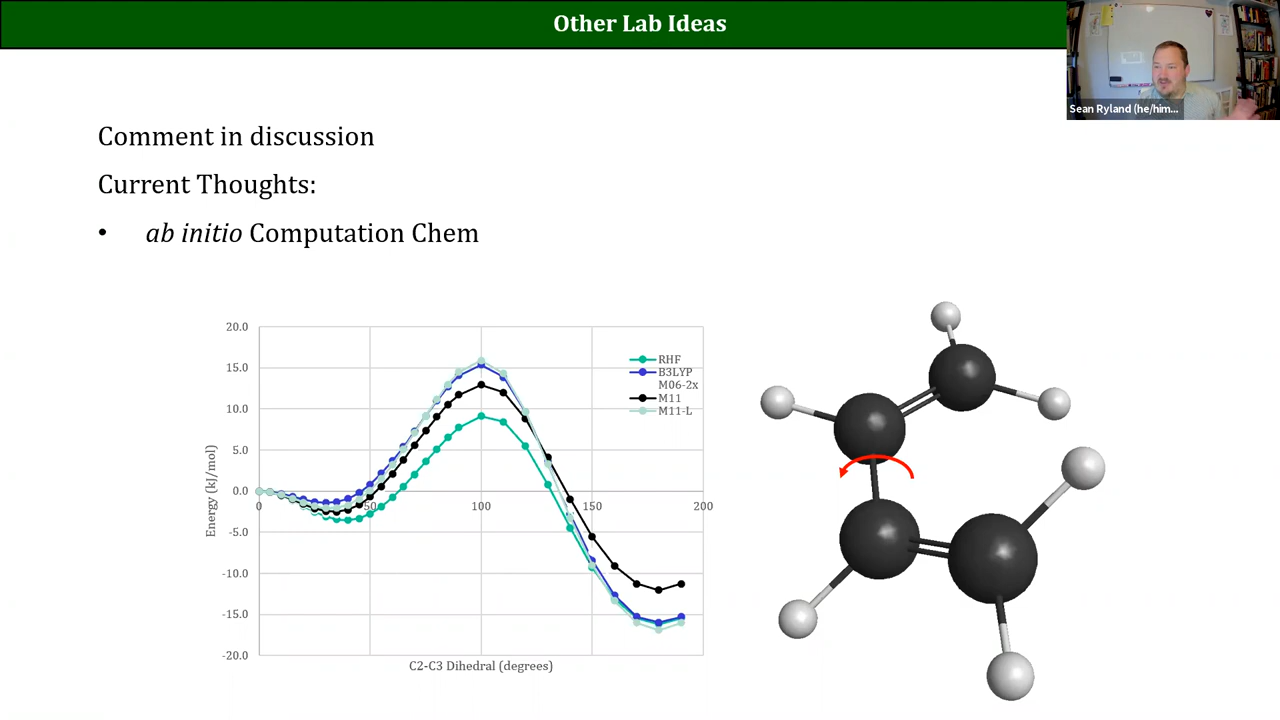 Other Lab Ideas
Sean Ryland (he/him...
Comment in discussion
Current Thoughts:
• ab initio Computation Chem
20.0
15.0
10.0
5.0
0.0
-5.0
-10.0
-15.0
-20.0
0
50
100
150
200
Energy (kJ/mol)
C2-C3 Dihedral (degrees)
RHF
B3LYP
M06-2x
M11
M11-L